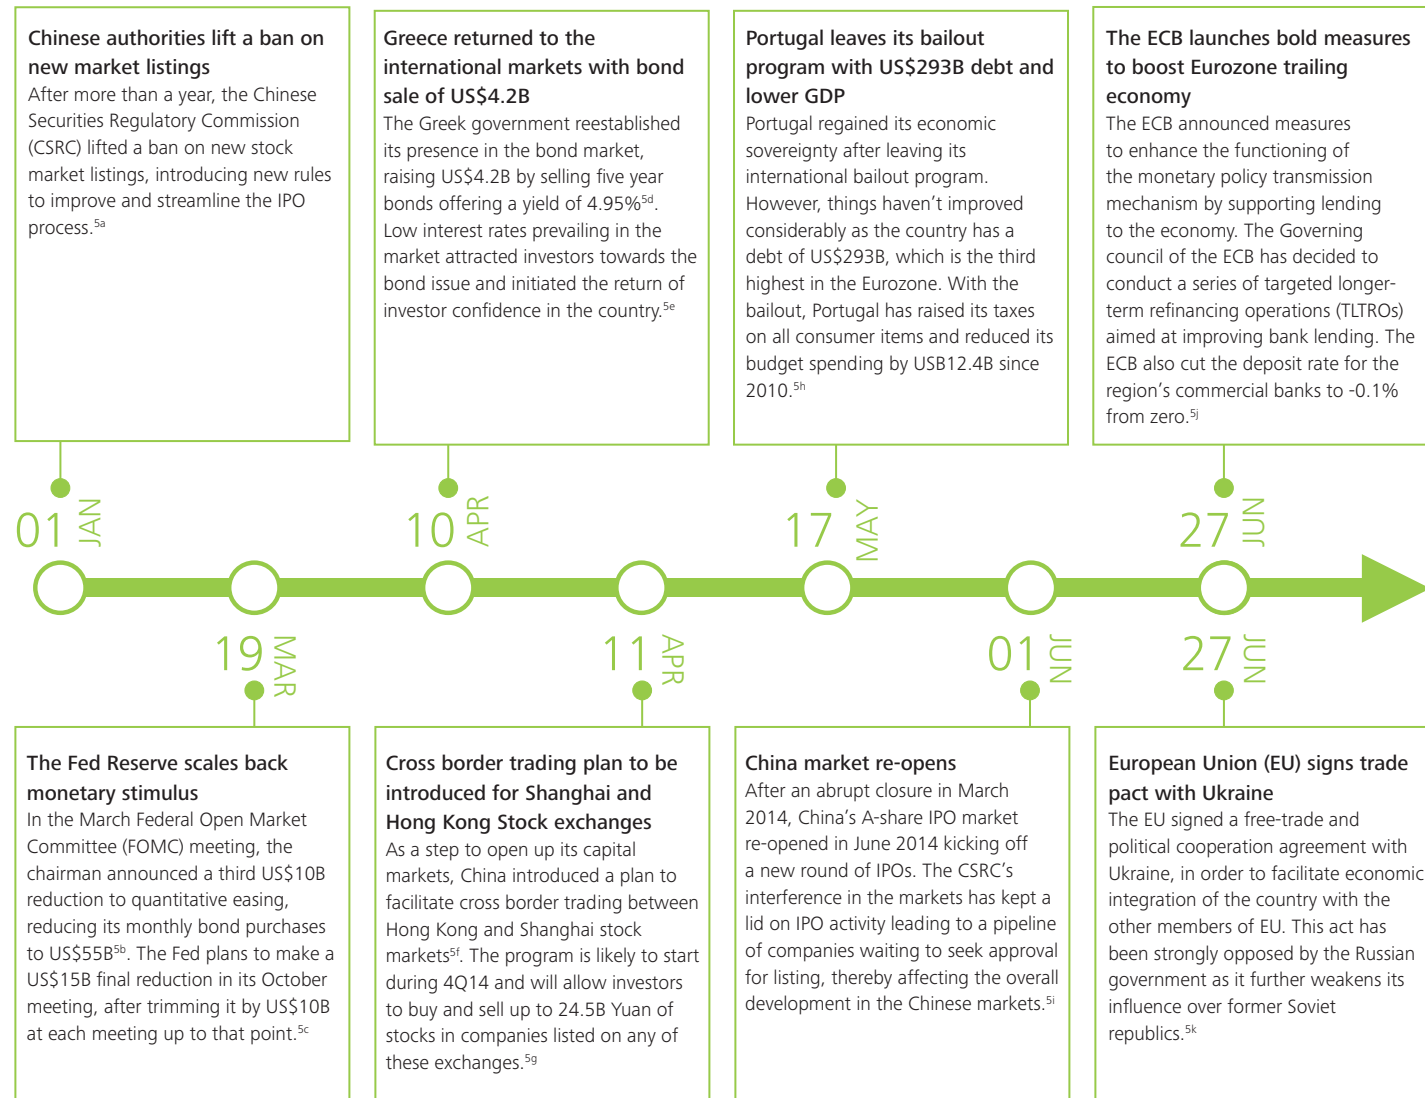 Chinese authorities lift a ban on
new market listings
After more than a year, the Chinese
Securities Regulatory Commission
(CSRC) lifted a ban on new stock
market listings, introducing new rules
to improve and streamline the IPO
process.5a
Greece returned to the
international markets with bond
sale of US$4.2B
The Greek government reestablished
its presence in the bond market,
raising US$4.2B by selling five year
bonds offering a yield of 4.95%5d.
Low interest rates prevailing in the
market attracted investors towards the
bond issue and initiated the return of
investor confidence in the country.5e
Portugal leaves its bailout
program with US$293B debt and
lower GDP
Portugal regained its economic
sovereignty after leaving its
international bailout program.
However, things haven’t improved
considerably as the country has a
debt of US$293B, which is the third
highest in the Eurozone. With the
bailout, Portugal has raised its taxes
on all consumer items and reduced its
budget spending by USB12.4B since
2010.5h
The ECB launches bold measures
to boost Eurozone trailing
economy
The ECB announced measures
to enhance the functioning of
the monetary policy transmission
mechanism by supporting lending
to the economy. The Governing
council of the ECB has decided to
conduct a series of targeted longer-
term refinancing operations (TLTROs)
aimed at improving bank lending. The
ECB also cut the deposit rate for the
region’s commercial banks to -0.1%
from zero.5j
01 JAN
10 APR
17 MAY
27 JUN
19 MAR
11 APR
01 JUN
27 JUN
The Fed Reserve scales back
monetary stimulus
In the March Federal Open Market
Committee (FOMC) meeting, the
chairman announced a third US$10B
reduction to quantitative easing,
reducing its monthly bond purchases
to US$55B5b. The Fed plans to make a
US$15B final reduction in its October
meeting, after trimming it by US$10B
at each meeting up to that point.5c
Cross border trading plan to be
introduced for Shanghai and
Hong Kong Stock exchanges
As a step to open up its capital
markets, China introduced a plan to
facilitate cross border trading between
Hong Kong and Shanghai stock
markets5f. The program is likely to start
during 4Q14 and will allow investors
to buy and sell up to 24.5B Yuan of
stocks in companies listed on any of
these exchanges.5g
China market re-opens
After an abrupt closure in March
2014, China’s A-share IPO market
re-opened in June 2014 kicking off
a new round of IPOs. The CSRC’s
interference in the markets has kept a
lid on IPO activity leading to a pipeline
of companies waiting to seek approval
for listing, thereby affecting the overall
development in the Chinese markets.5i
European Union (EU) signs trade
pact with Ukraine
The EU signed a free-trade and
political cooperation agreement with
Ukraine, in order to facilitate economic
integration of the country with the
other members of EU. This act has
been strongly opposed by the Russian
government as it further weakens its
influence over former Soviet
republics.5k